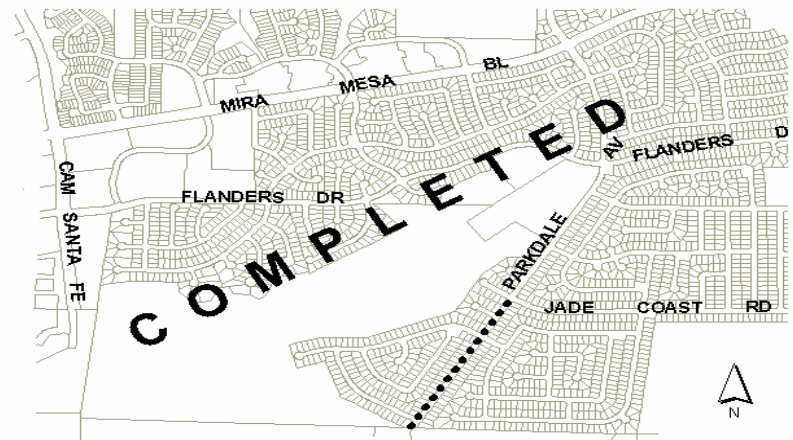 MIRA MESA BL
COMPLETED
PARKDALE AV
FLANDERS D
FLANDERS DR
CAM SANTA FE
JADE COAST RD
N